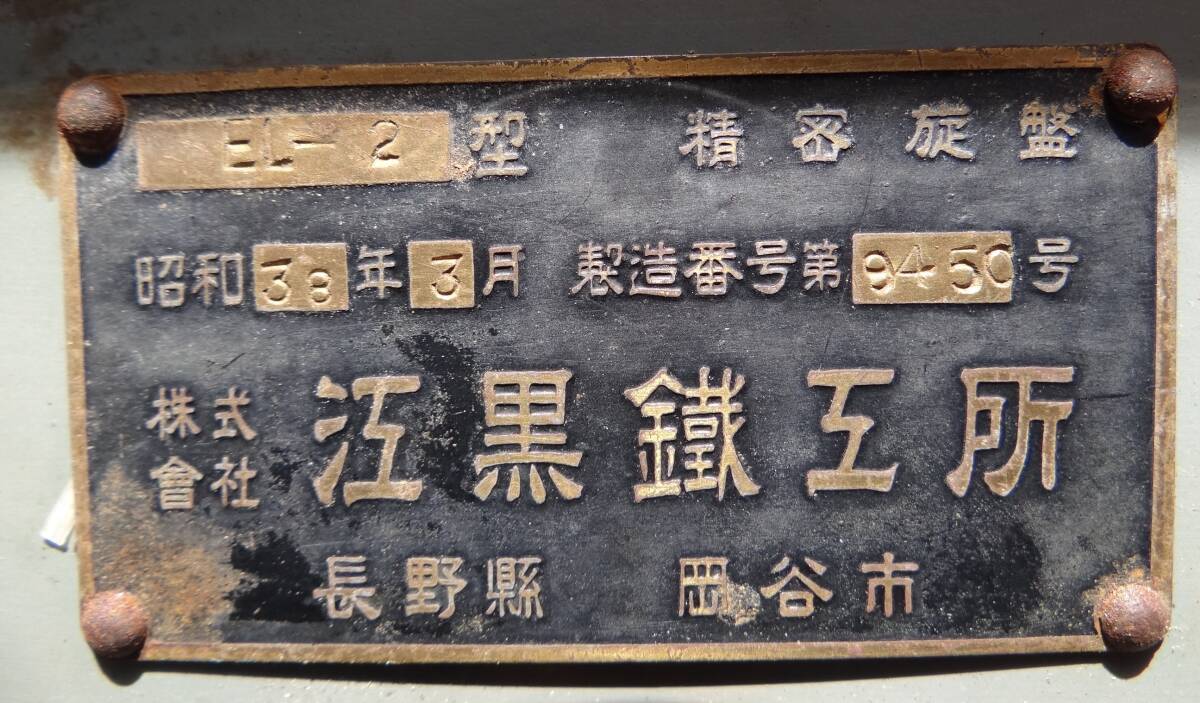 EL-2型 精密旋盤
昭和38年3月 製造番号第9450号
株式會社 江黒鐵工所
長野縣 岡谷市